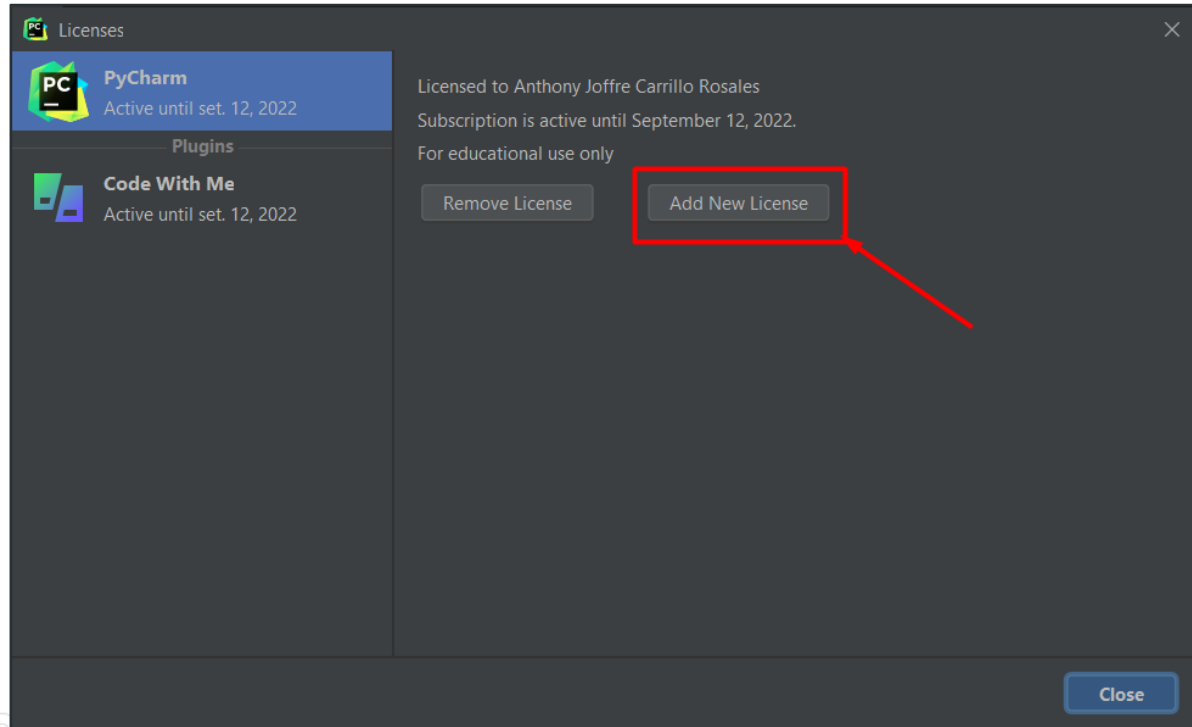 Licenses
PC
PyCharm
Active until set. 12, 2022
Plugins
Code With Me
Active until set. 12, 2022
Licensed to Anthony Joffre Carrillo Rosales
Subscription is active until September 12, 2022.
For educational use only
Remove License
Add New License
Close